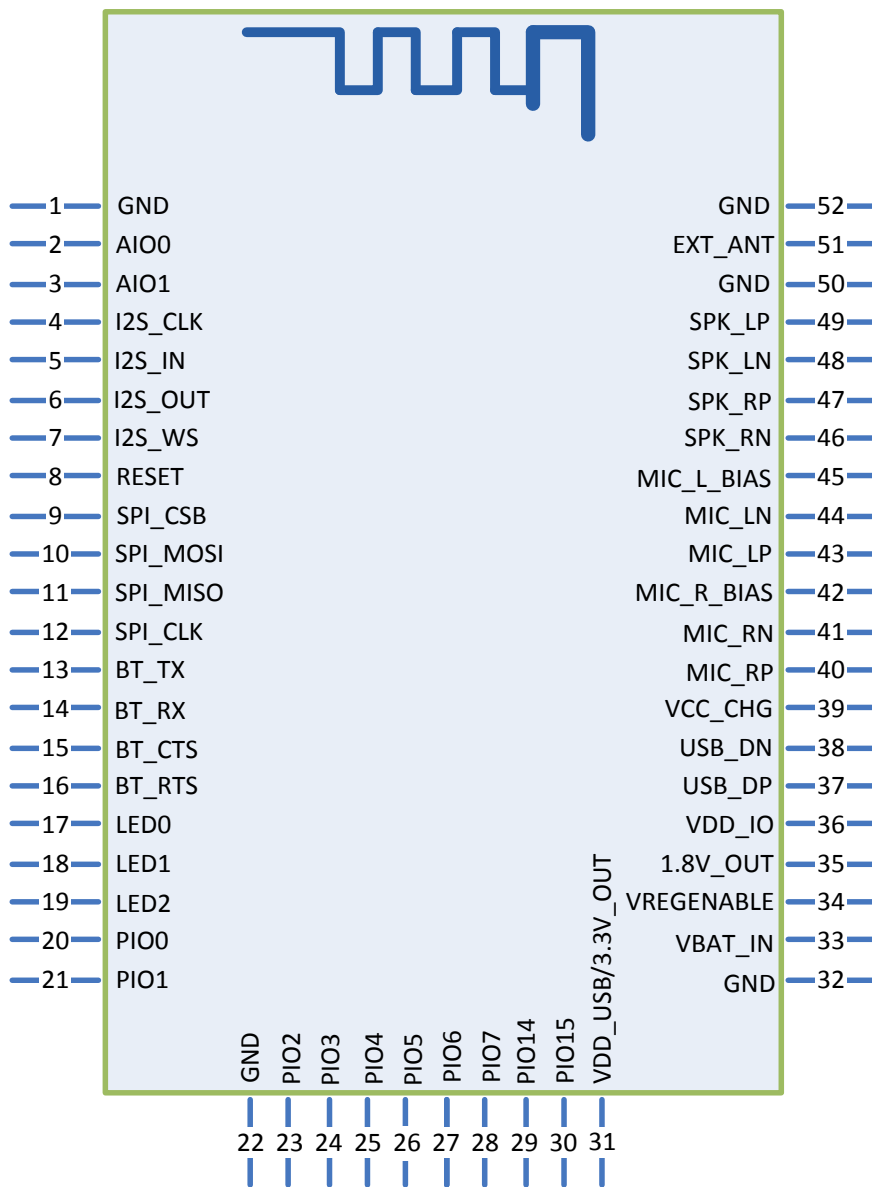 1 GND GND 52
2 AIO0 EXT_ANT 51
3 AIO1 GND 50
4 I2S_CLK SPK_LP 49
5 I2S_IN SPK_LN 48
6 I2S_OUT SPK_RP 47
7 I2S_WS SPK_RN 46
8 RESET MIC_L_BIAS 45
9 SPI_CSB MIC_LN 44
10 SPI_MOSI MIC_LP 43
11 SPI_MISO MIC_R_BIAS 42
12 SPI_CLK MIC_RN 41
13 BT_TX MIC_RP 40
14 BT_RX VCC_CHG 39
15 BT_CTS USB_DN 38
16 BT_RTS USB_DP 37
17 LED0 VDD_IO 36
18 LED1 1.8V_OUT 35
19 LED2 VREGENABLE 34
20 PIO0 VBAT_IN 33
21 PIO1 GND 32
GND PIO2 PIO3 PIO4 PIO5 PIO6 PIO7 PIO14 PIO15 VDD_USB/3.3V_OUT
22 23 24 25 26 27 28 29 30 31